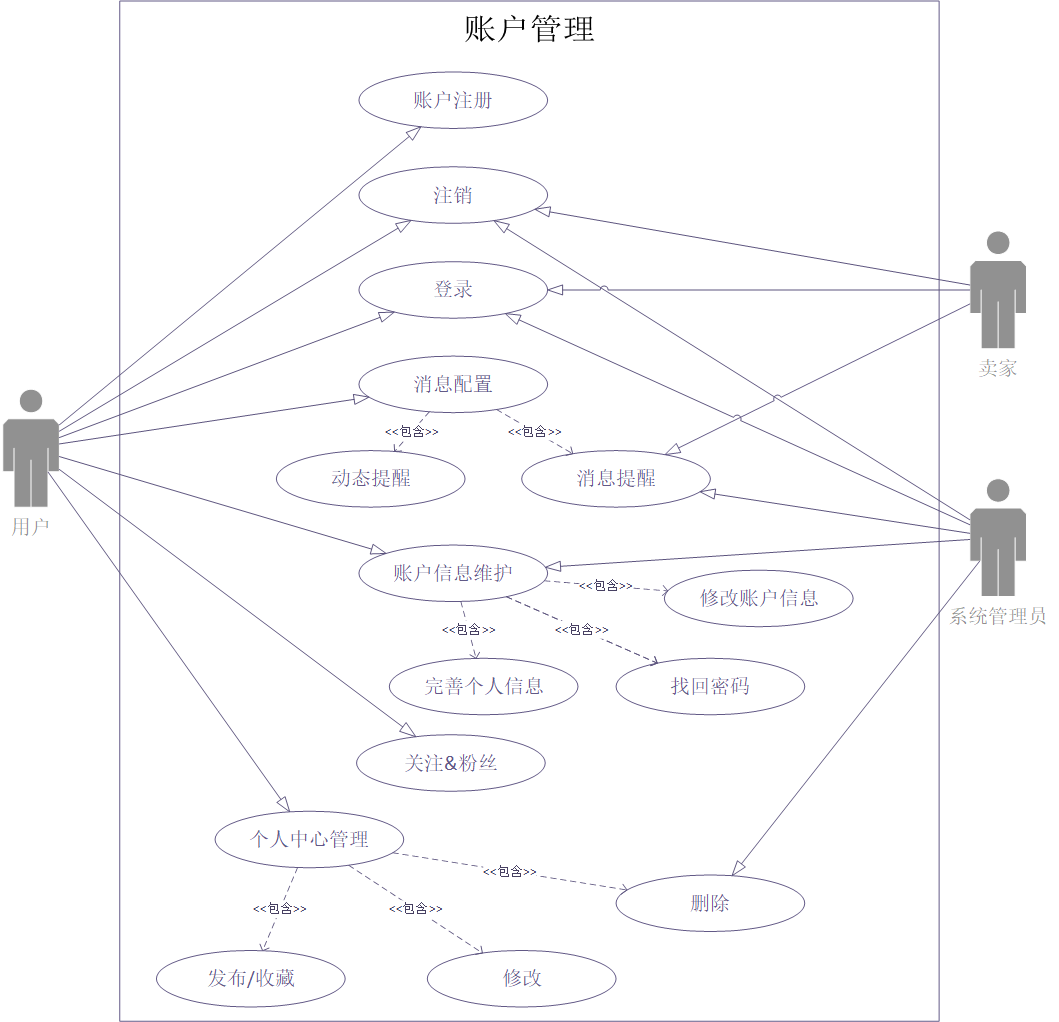 账户管理
账户注册
注销
登录
卖家
消息配置
<<包含>>
<<包含>>
动态提醒
消息提醒
用户
账户信息维护
<<包含>>
修改账户信息
系统管理员
<<包含>>
<<包含>>
完善个人信息
找回密码
关注&粉丝
个人中心管理
<<包含>>
删除
<<包含>>
<<包含>>
发布/收藏
修改